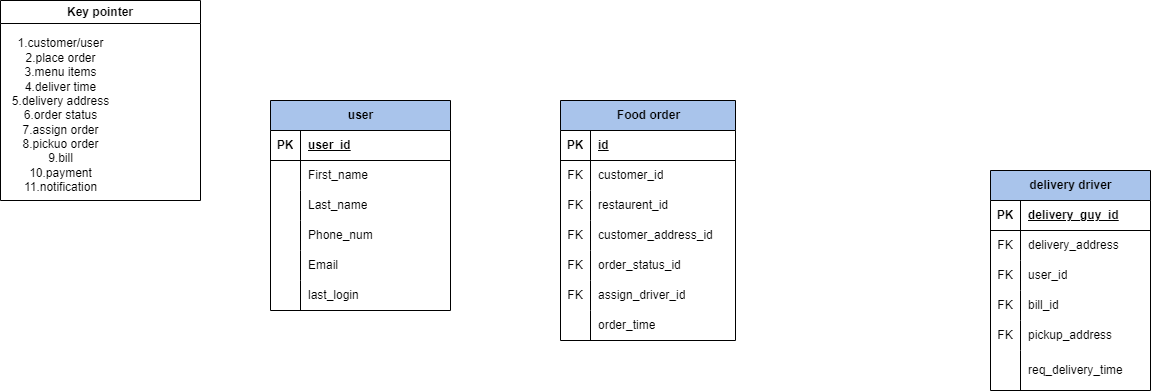 Key pointer
1.customer/user
2.place order
3.menu items
4.deliver time
5.delivery address
6.order status
7.assign order
8.pickuo order
9.bill
10.payment
11.notification
user
PK user_id
First_name
Last_name
Phone_num
Email
last_login
Food order
PK id
FK customer_id
FK restaurent_id
FK customer_address_id
FK order_status_id
FK assign_driver_id
order_time
delivery driver
PK delivery_guy_id
FK delivery_address
FK user_id
FK bill_id
FK pickup_address
req_delivery_time